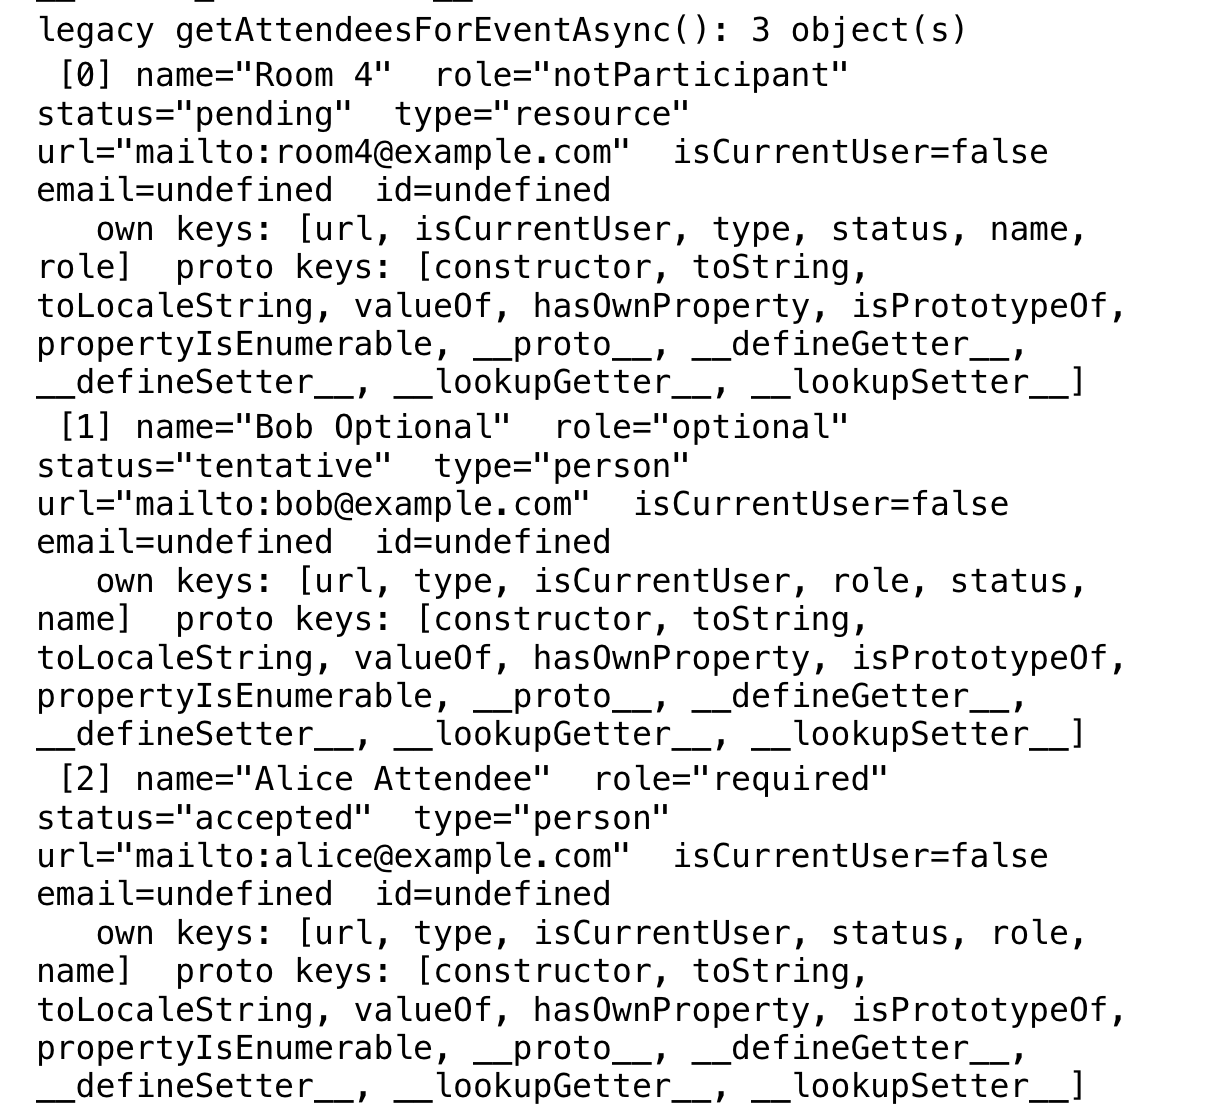 legacy getAttendeesForEventAsync(): 3 object(s)
[0] name="Room 4"  role="notParticipant"
status="pending"  type="resource"
url="mailto:room4@example.com"  isCurrentUser=false
email=undefined  id=undefined
own keys: [url, isCurrentUser, type, status, name,
role]  proto keys: [constructor, toString,
toLocaleString, valueOf, hasOwnProperty, isPrototypeOf,
propertyIsEnumerable, __proto__, __defineGetter__,
__defineSetter__, __lookupGetter__, __lookupSetter__]
[1] name="Bob Optional"  role="optional"
status="tentative"  type="person"
url="mailto:bob@example.com"  isCurrentUser=false
email=undefined  id=undefined
own keys: [url, type, isCurrentUser, role, status,
name]  proto keys: [constructor, toString,
toLocaleString, valueOf, hasOwnProperty, isPrototypeOf,
propertyIsEnumerable, __proto__, __defineGetter__,
__defineSetter__, __lookupGetter__, __lookupSetter__]
[2] name="Alice Attendee"  role="required"
status="accepted"  type="person"
url="mailto:alice@example.com"  isCurrentUser=false
email=undefined  id=undefined
own keys: [url, type, isCurrentUser, status, role,
name]  proto keys: [constructor, toString,
toLocaleString, valueOf, hasOwnProperty, isPrototypeOf,
propertyIsEnumerable, __proto__, __defineGetter__,
__defineSetter__, __lookupGetter__, __lookupSetter__]